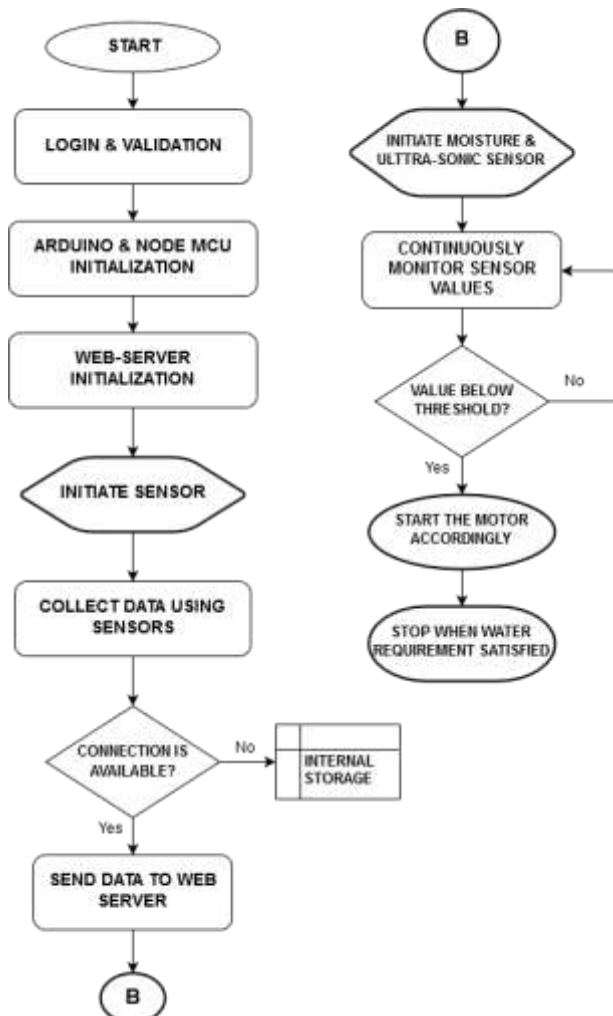 START
LOGIN & VALIDATION
ARDUINO & NODE MCU
INITIALIZATION
WEB-SERVER
INITIALIZATION
INITIATE SENSOR
COLLECT DATA USING
SENSORS
CONNECTION IS
AVAILABLE?
No
INTERNAL
STORAGE
Yes
SEND DATA TO WEB
SERVER
B
B
INITIATE MOISTURE &
ULTTRA-SONIC SENSOR
CONTINUOUSLY
MONITOR SENSOR
VALUES
VALUE BELOW
THRESHOLD?
No
Yes
START THE MOTOR
ACCORDINGLY
STOP WHEN WATER
REQUIREMENT SATISFIED